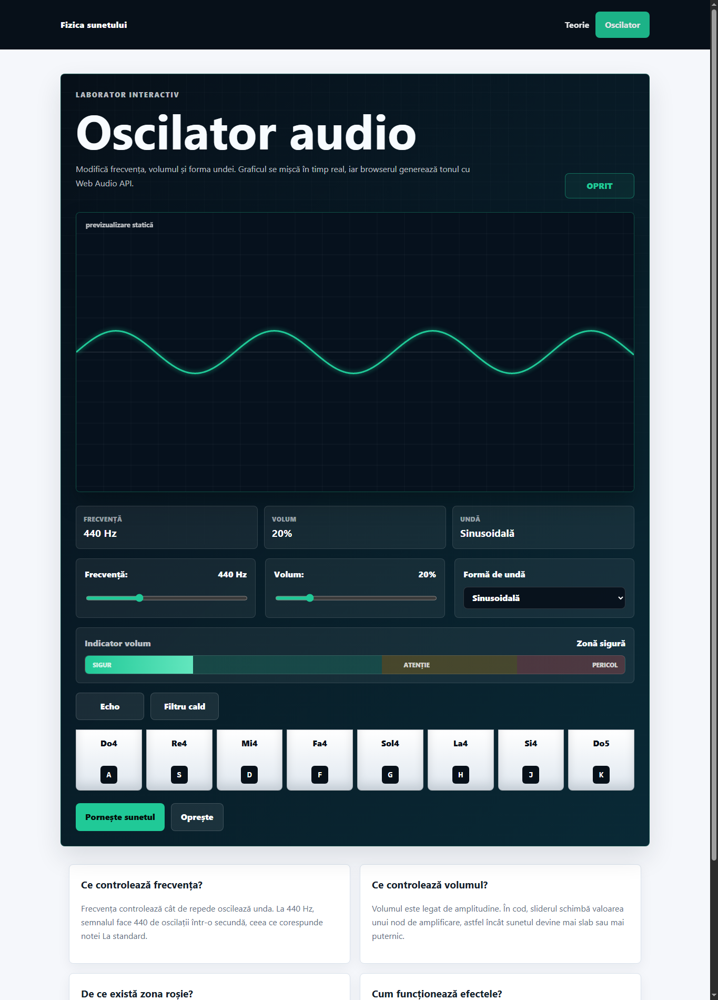 Fizica sunetului
Teorie
Oscilator
LABORATOR INTERACTIV
Oscilator audio
Modifică frecvența, volumul și forma undei. Graficul se mișcă în timp real, iar browserul generează tonul cu
Web Audio API.
OPRIT
previzualizare statică
FRECVENȚĂ
440 Hz
VOLUM
20%
UNDĂ
Sinusoidală
Frecvență:
440 Hz
Volum:
20%
Formă de undă
Sinusoidală
Indicator volum
Zonă sigură
SIGUR
ATENȚIE
PERICOL
Echo
Filtru cald
Do4
Re4
Mi4
Fa4
Sol4
La4
Si4
Do5
A
S
D
F
G
H
J
K
Pornește sunetul
Oprește
Ce controlează frecvența?
Frecvența controlează cât de repede oscilează unda. La 440 Hz,
semnalul face 440 de oscilații într-o secundă, ceea ce corespunde
notei La standard.
Ce controlează volumul?
Volumul este legat de amplitudine. În cod, sliderul schimbă valoarea
unui nod de amplificare, astfel încât sunetul devine mai slab sau mai
puternic.
De ce există zona roșie?
Cum funcționează efectele?